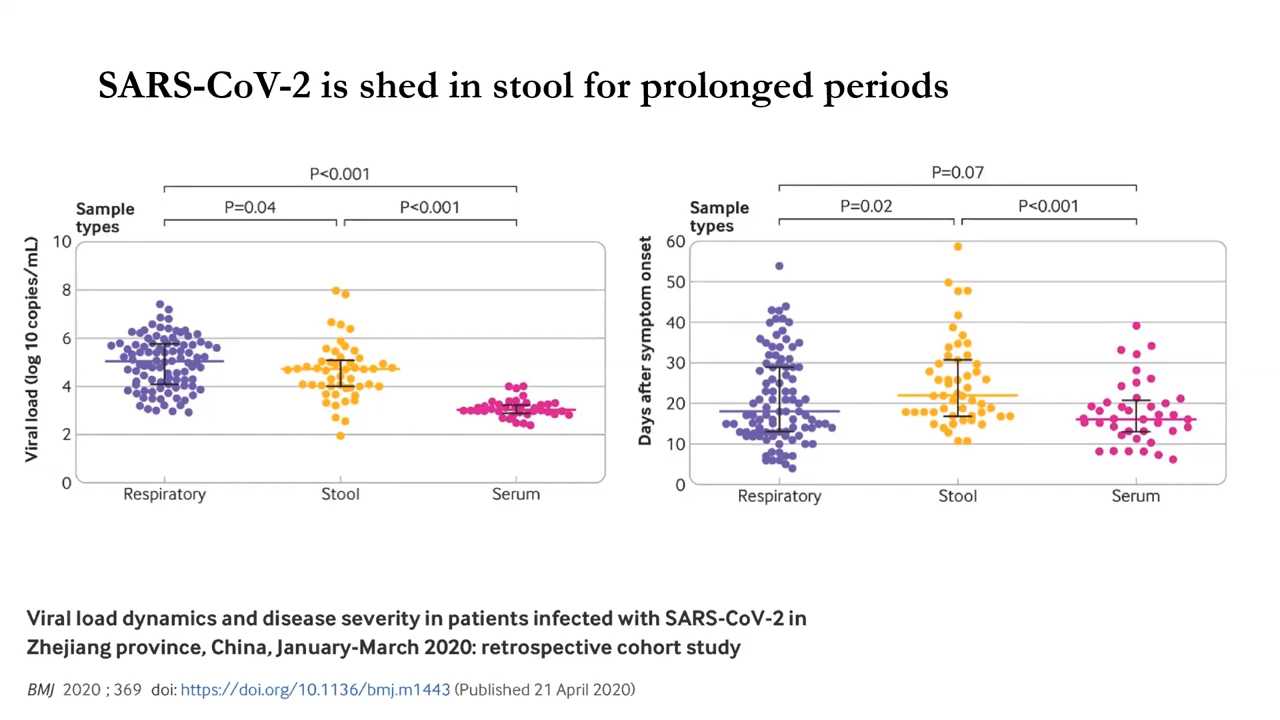 SARS-CoV-2 is shed in stool for prolonged periods
P<0.001
Sample
types
P=0.04
P<0.001
Viral load (log 10 copies/mL)
10
8
6
4
2
0
Respiratory
Stool
Serum
P=0.07
Sample
types
P=0.02
P<0.001
Days after symptom onset
60
50
40
30
20
10
0
Respiratory
Stool
Serum
Viral load dynamics and disease severity in patients infected with SARS-CoV-2 in
Zhejiang province, China, January-March 2020: retrospective cohort study
BMJ 2020 ; 369 doi: https://doi.org/10.1136/bmj.m1443 (Published 21 April 2020)